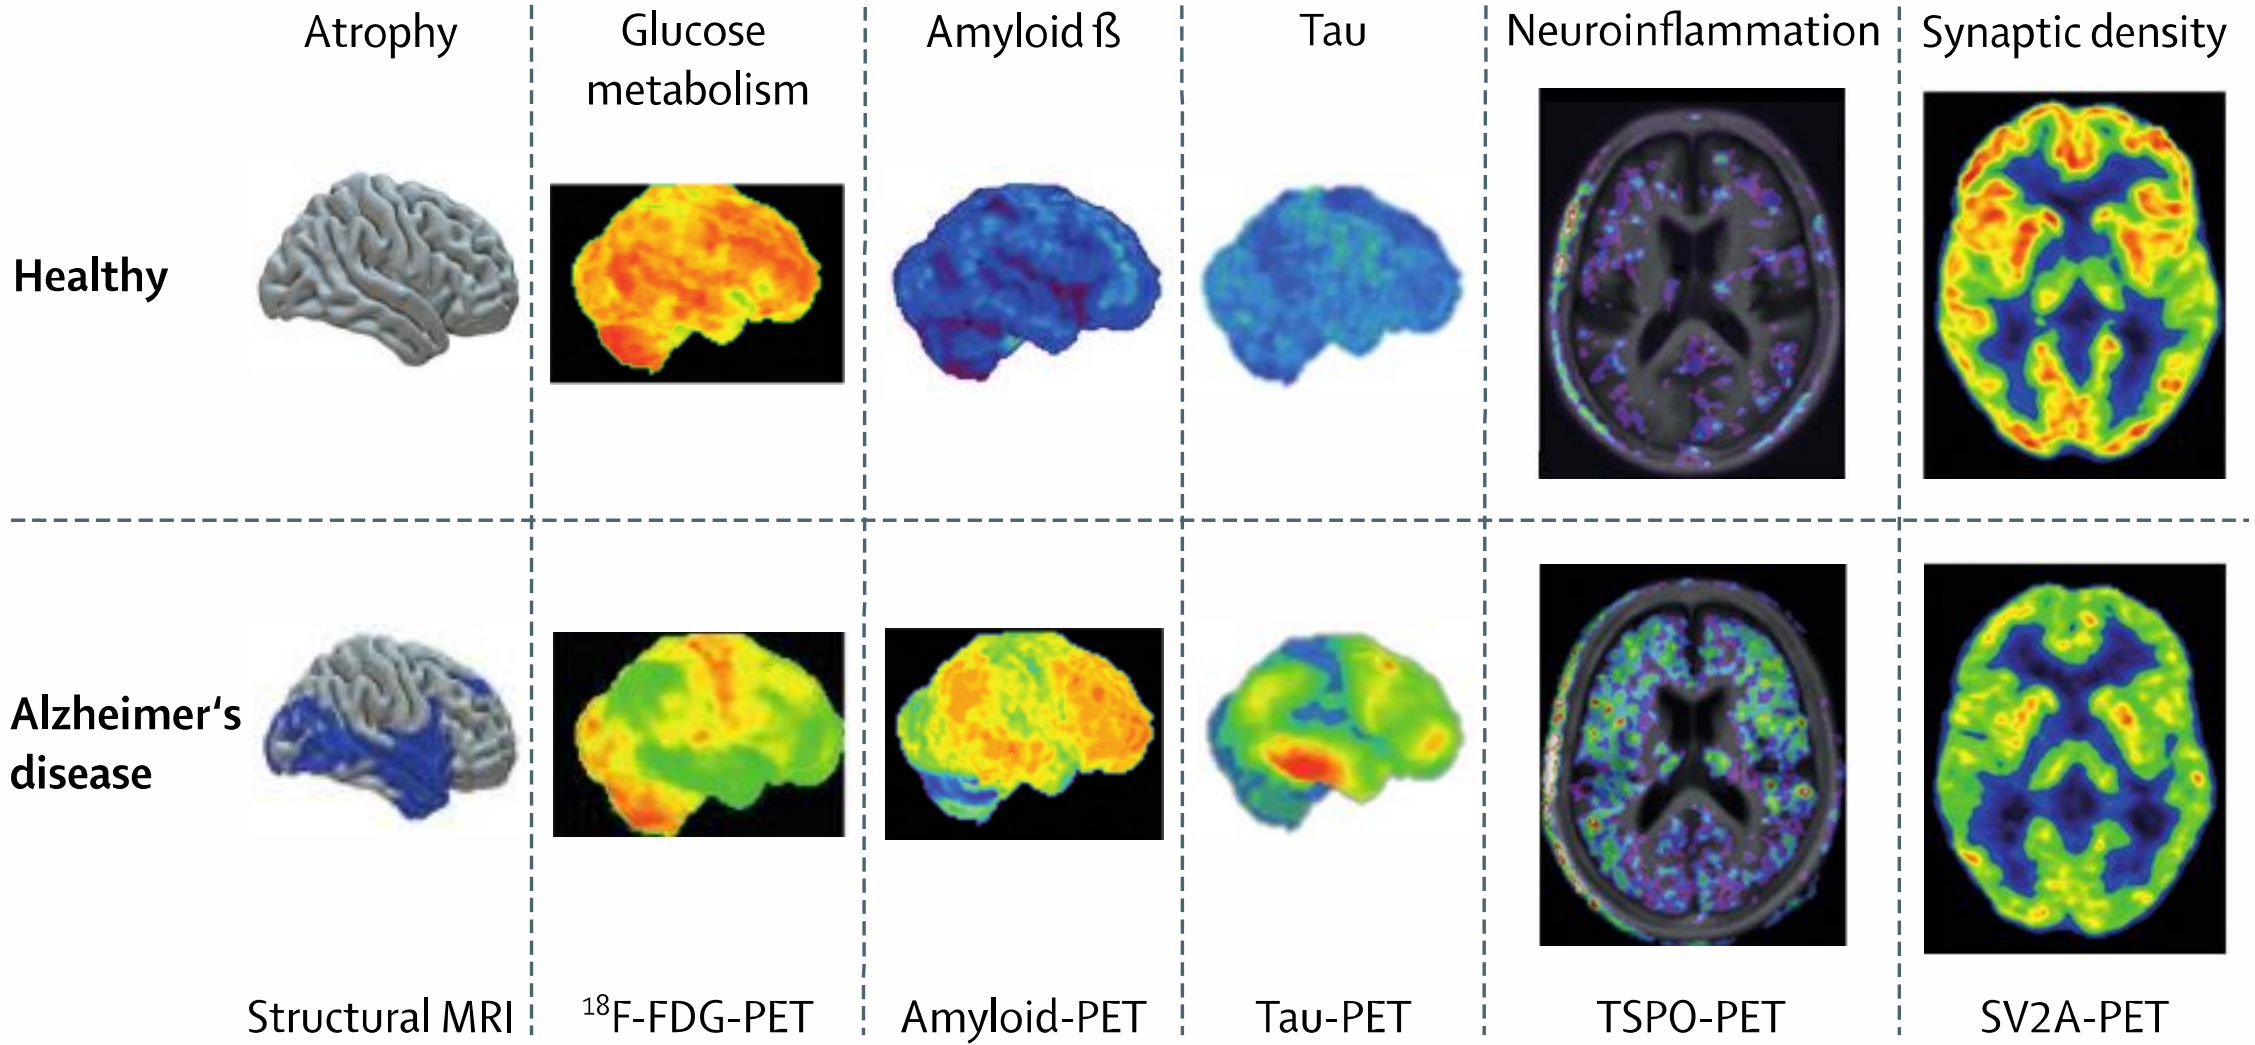 Atrophy
Glucose
metabolism
Amyloid ß
Tau
Neuroinflammation
Synaptic density
Healthy
Alzheimer‘s
disease
Structural MRI
¹⁸F-FDG-PET
Amyloid-PET
Tau-PET
TSPO-PET
SV2A-PET